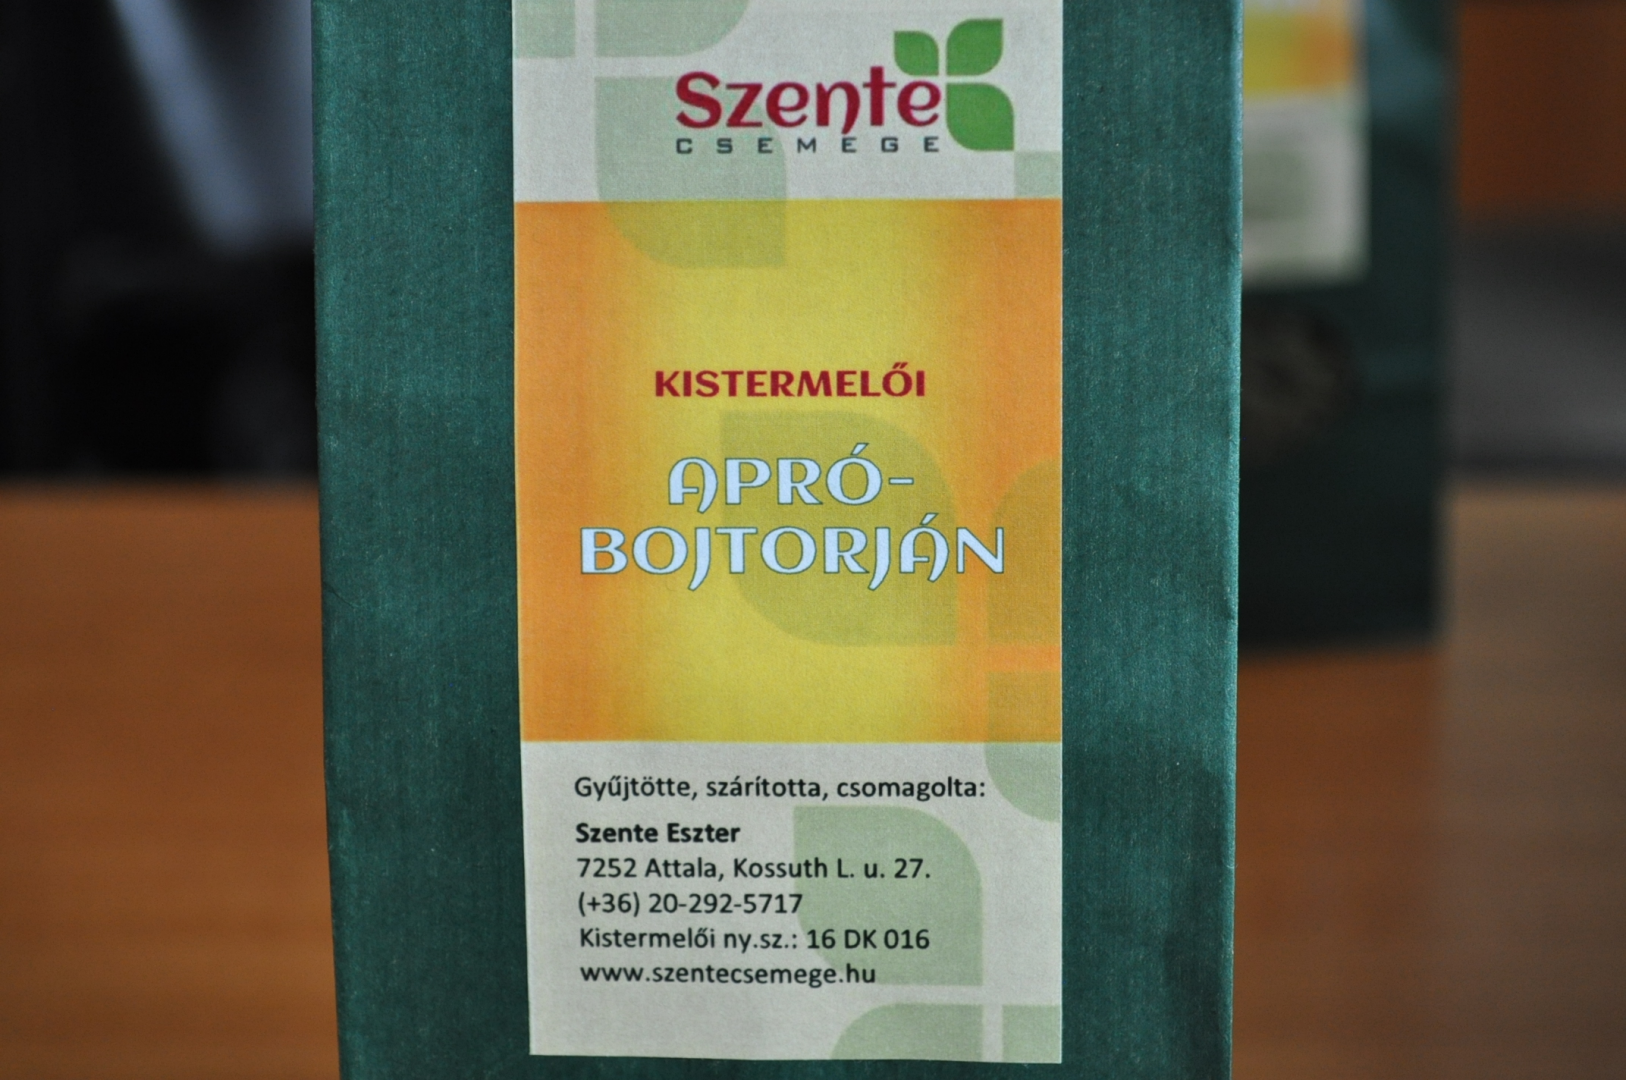 Szente
CSEMEGE
KISTERMELŐI
APRÓ-
BOJTORJÁN
Gyűjtötte, szárította, csomagolta:
Szente Eszter
7252 Attala, Kossuth L. u. 27.
(+36) 20-292-5717
Kistermelői ny.sz.: 16 DK 016
www.szentecsemege.hu